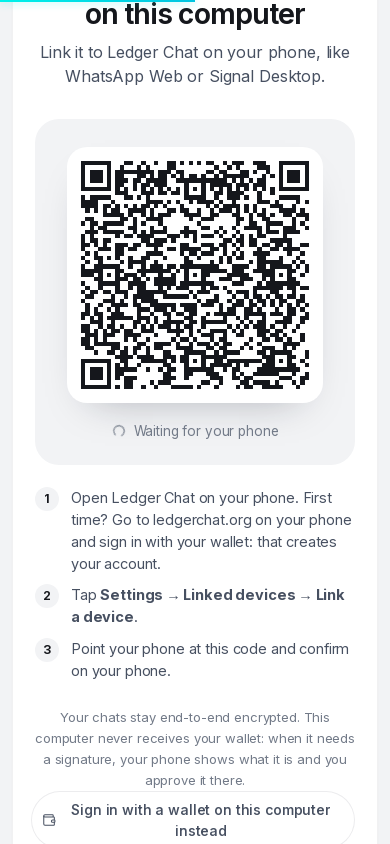 on this computer
Link it to Ledger Chat on your phone, like
WhatsApp Web or Signal Desktop.
Waiting for your phone
1 Open Ledger Chat on your phone. First
time? Go to ledgerchat.org on your phone
and sign in with your wallet: that creates
your account.
2 Tap Settings → Linked devices → Link
a device.
3 Point your phone at this code and confirm
on your phone.
Your chats stay end-to-end encrypted. This
computer never receives your wallet: when it needs
a signature, your phone shows what it is and you
approve it there.
Sign in with a wallet on this computer
instead